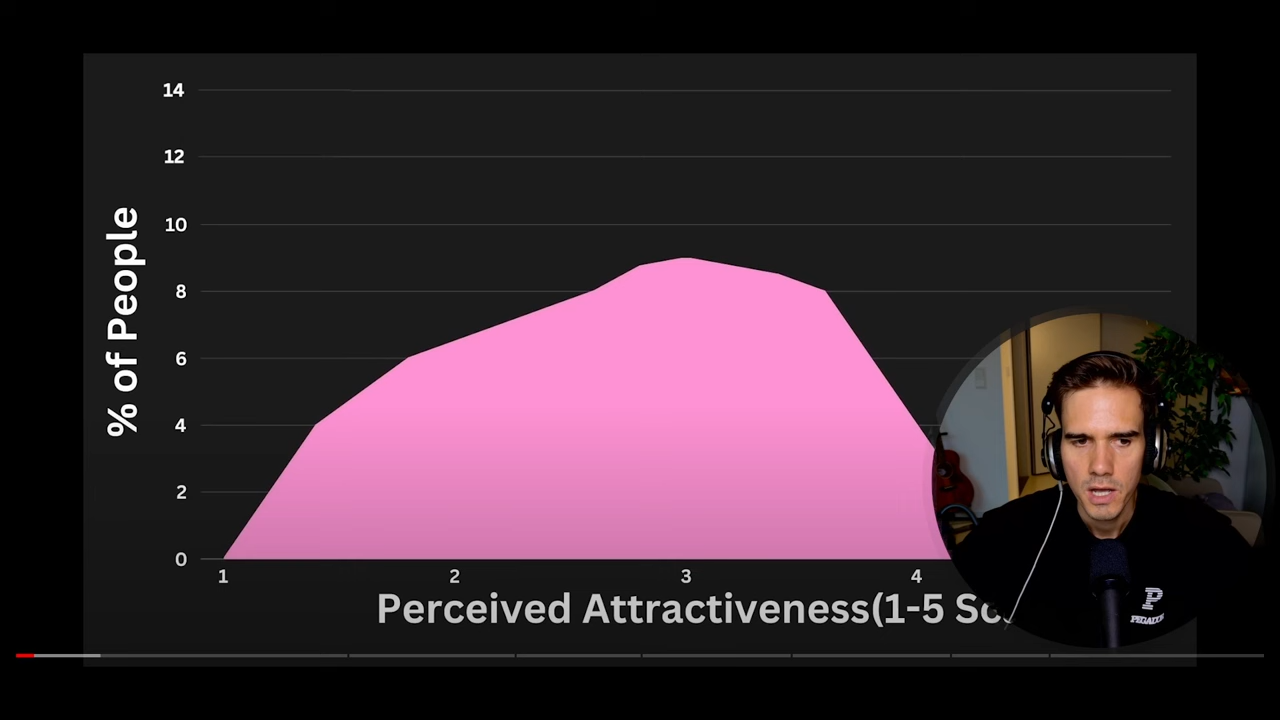 14
12
10
8
6
4
2
0
% of People
1 2 3 4
Perceived Attractiveness(1-5 Sc
P
PEGADOR